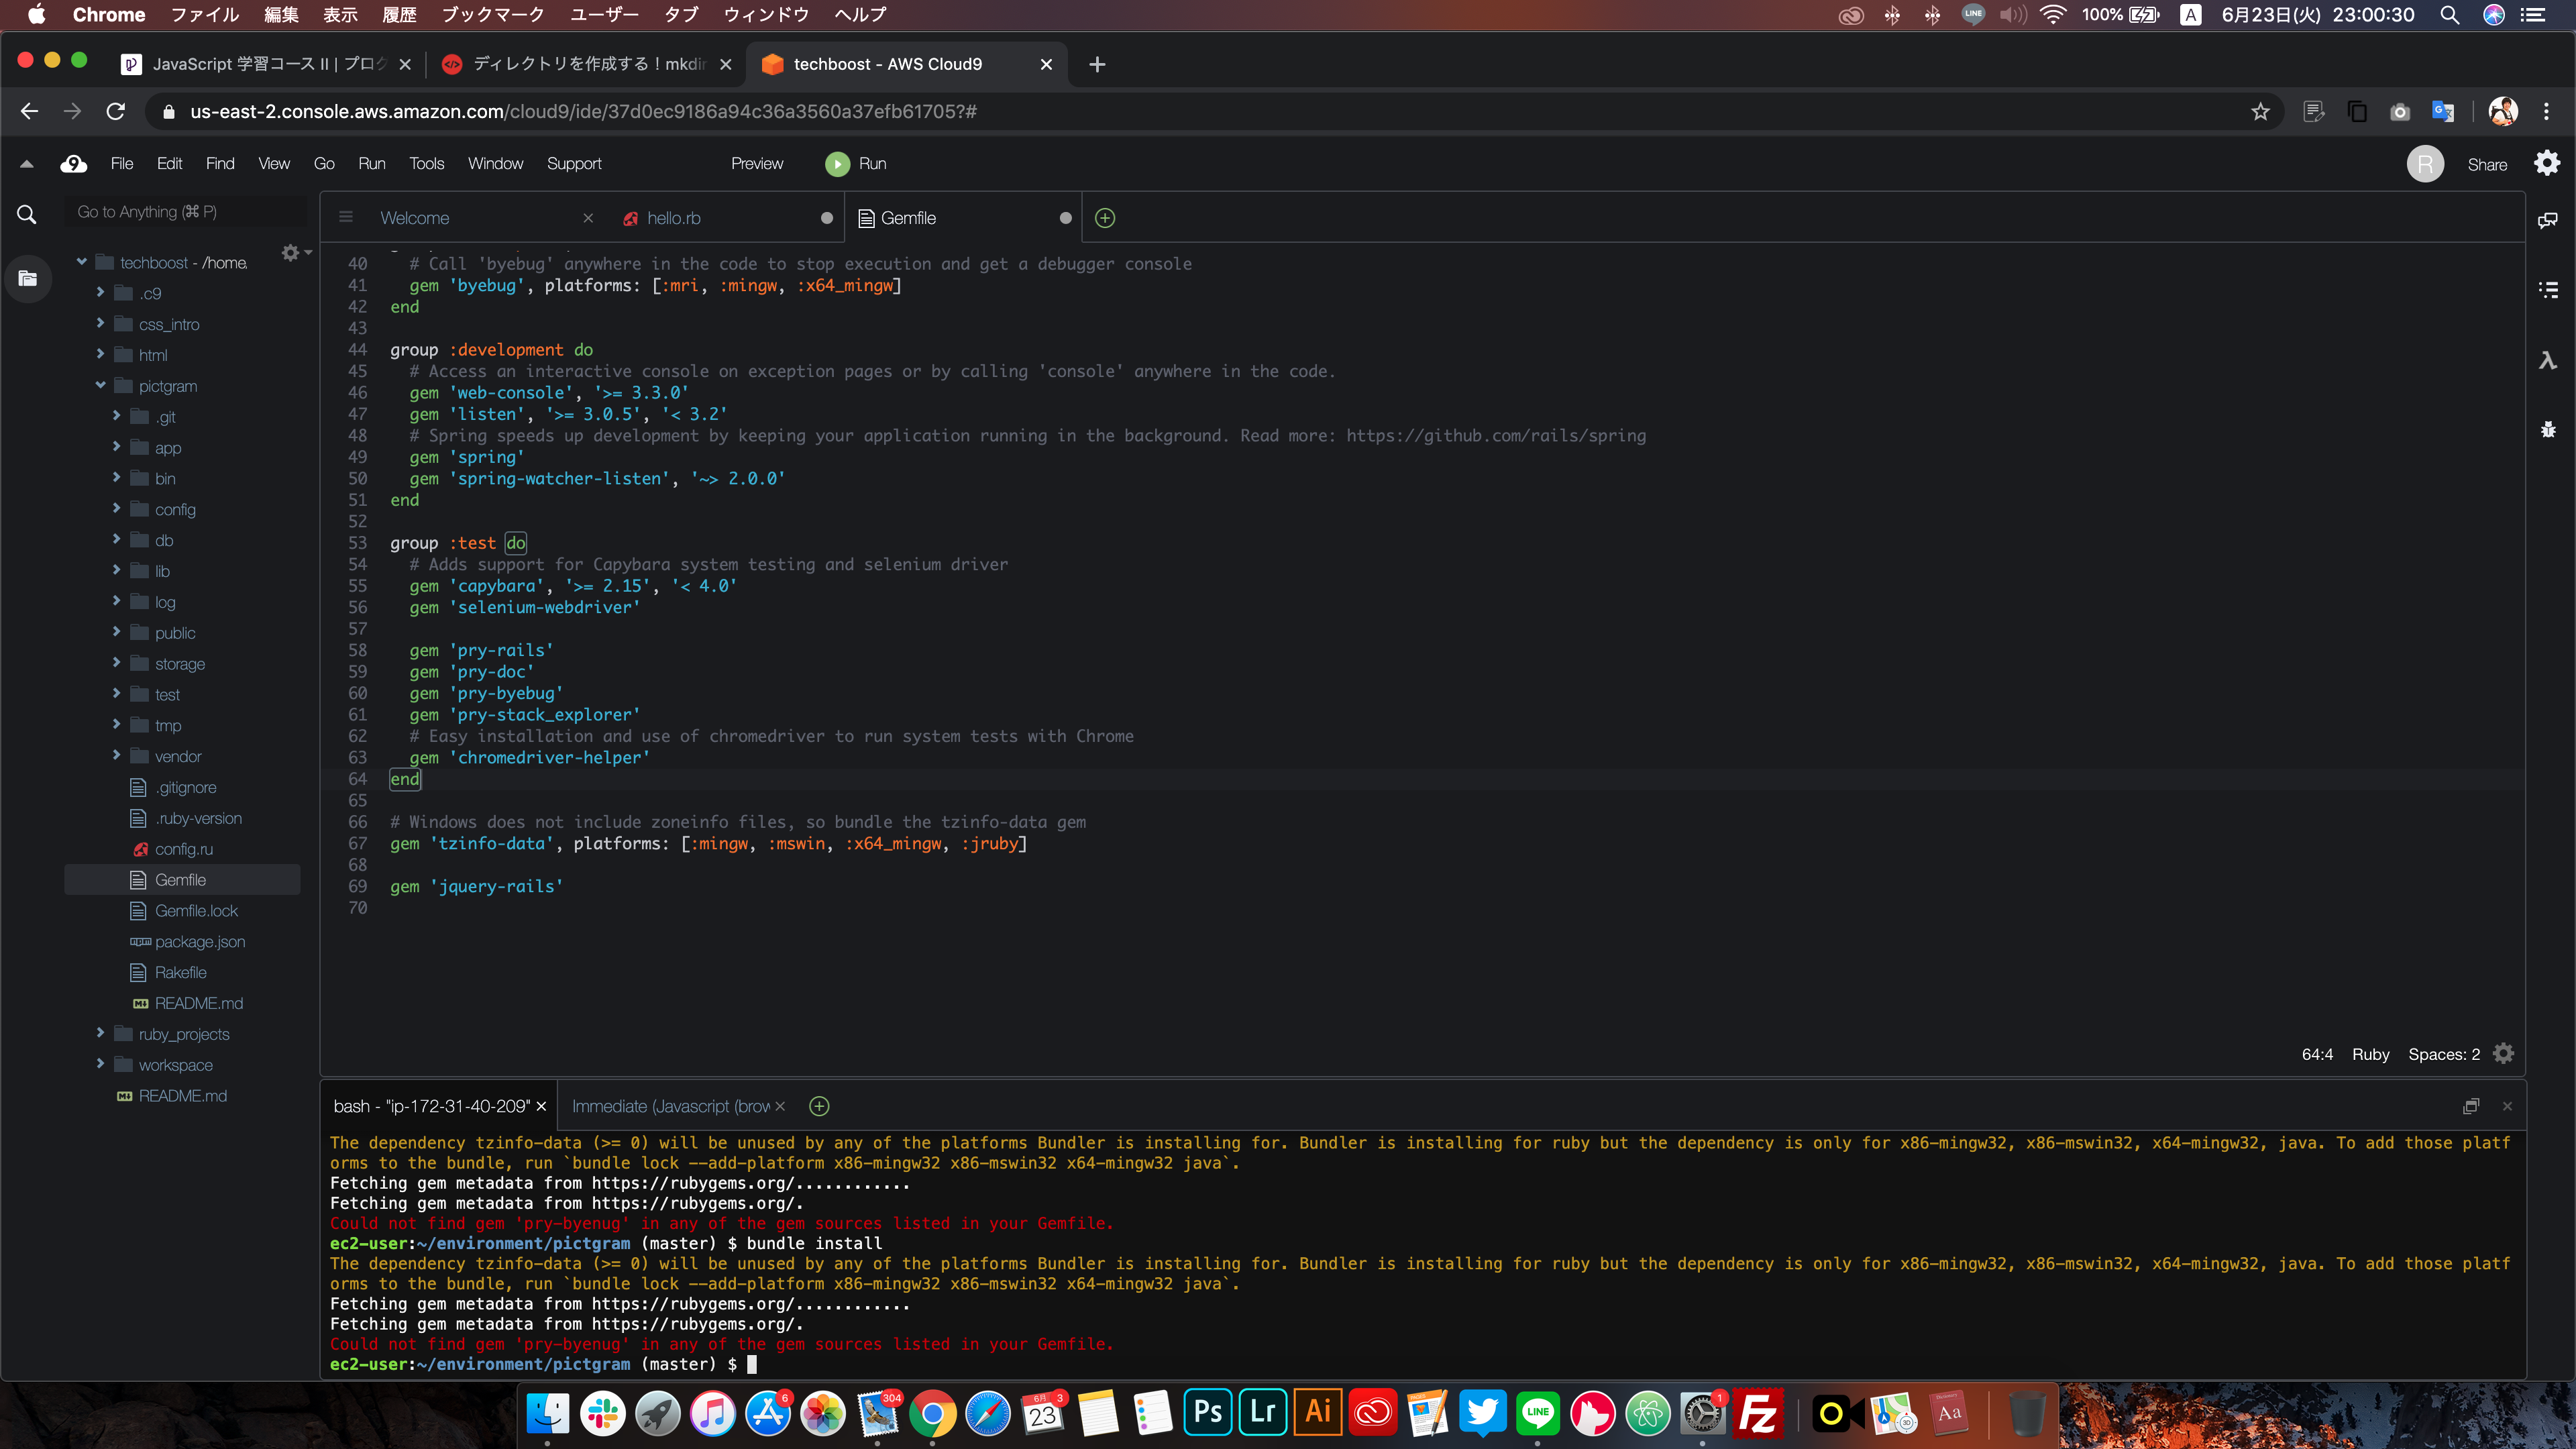 Chrome ファイル 編集 表示 履歴 ブックマーク ユーザー タブ ウィンドウ ヘルプ LINE 100% A 6月23日(火) 23:00:30
JavaScript 学習コース II | プログ ディレクトリを作成する！mkdir techboost - AWS Cloud9
us-east-2.console.aws.amazon.com/cloud9/ide/37d0ec9186a94c36a3560a37efb61705?#
9 File Edit Find View Go Run Tools Window Support Preview Run R Share
Go to Anything (⌘ P)
Welcome hello.rb Gemfile
techboost - /home.
.c9
css_intro
html
pictgram
.git
app
bin
config
db
lib
log
public
storage
test
tmp
vendor
.gitignore
.ruby-version
config.ru
Gemfile
Gemfile.lock
package.json
Rakefile
README.md
ruby_projects
workspace
README.md
40 # Call 'byebug' anywhere in the code to stop execution and get a debugger console
41 gem 'byebug', platforms: [:mri, :mingw, :x64_mingw]
42 end
43
44 group :development do
45 # Access an interactive console on exception pages or by calling 'console' anywhere in the code.
46 gem 'web-console', '>= 3.3.0'
47 gem 'listen', '>= 3.0.5', '< 3.2'
48 # Spring speeds up development by keeping your application running in the background. Read more: https://github.com/rails/spring
49 gem 'spring'
50 gem 'spring-watcher-listen', '~> 2.0.0'
51 end
52
53 group :test do
54 # Adds support for Capybara system testing and selenium driver
55 gem 'capybara', '>= 2.15', '< 4.0'
56 gem 'selenium-webdriver'
57
58 gem 'pry-rails'
59 gem 'pry-doc'
60 gem 'pry-byebug'
61 gem 'pry-stack_explorer'
62 # Easy installation and use of chromedriver to run system tests with Chrome
63 gem 'chromedriver-helper'
64 end
65
66 # Windows does not include zoneinfo files, so bundle the tzinfo-data gem
67 gem 'tzinfo-data', platforms: [:mingw, :mswin, :x64_mingw, :jruby]
68
69 gem 'jquery-rails'
70
64:4 Ruby Spaces: 2
bash - "ip-172-31-40-209" Immediate (Javascript (brow
The dependency tzinfo-data (>= 0) will be unused by any of the platforms Bundler is installing for. Bundler is installing for ruby but the dependency is only for x86-mingw32, x86-mswin32, x64-mingw32, java. To add those platf
orms to the bundle, run `bundle lock --add-platform x86-mingw32 x86-mswin32 x64-mingw32 java`.
Fetching gem metadata from https://rubygems.org/............
Fetching gem metadata from https://rubygems.org/.
Could not find gem 'pry-byenug' in any of the gem sources listed in your Gemfile.
ec2-user:~/environment/pictgram (master) $ bundle install
The dependency tzinfo-data (>= 0) will be unused by any of the platforms Bundler is installing for. Bundler is installing for ruby but the dependency is only for x86-mingw32, x86-mswin32, x64-mingw32, java. To add those platf
orms to the bundle, run `bundle lock --add-platform x86-mingw32 x86-mswin32 x64-mingw32 java`.
Fetching gem metadata from https://rubygems.org/............
Fetching gem metadata from https://rubygems.org/.
Could not find gem 'pry-byenug' in any of the gem sources listed in your Gemfile.
ec2-user:~/environment/pictgram (master) $
6 304 6月 23 3 Ps Lr Ai LINE 1 Fz 3D Aa